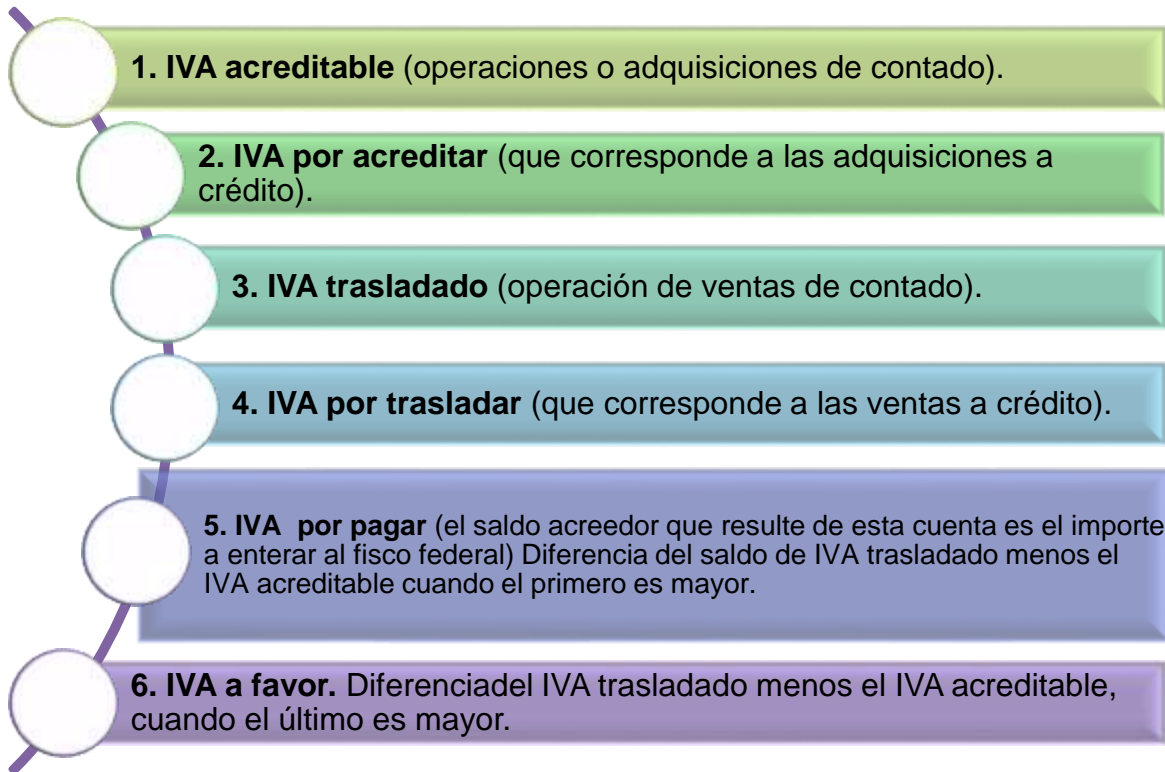 1. IVA acreditable (operaciones o adquisiciones de contado).
2. IVA por acreditar (que corresponde a las adquisiciones a
crédito).
3. IVA trasladado (operación de ventas de contado).
4. IVA por trasladar (que corresponde a las ventas a crédito).
5. IVA  por pagar (el saldo acreedor que resulte de esta cuenta es el importe
a enterar al fisco federal) Diferencia del saldo de IVA trasladado menos el
IVA acreditable cuando el primero es mayor.
6. IVA a favor. Diferenciadel IVA trasladado menos el IVA acreditable,
cuando el último es mayor.